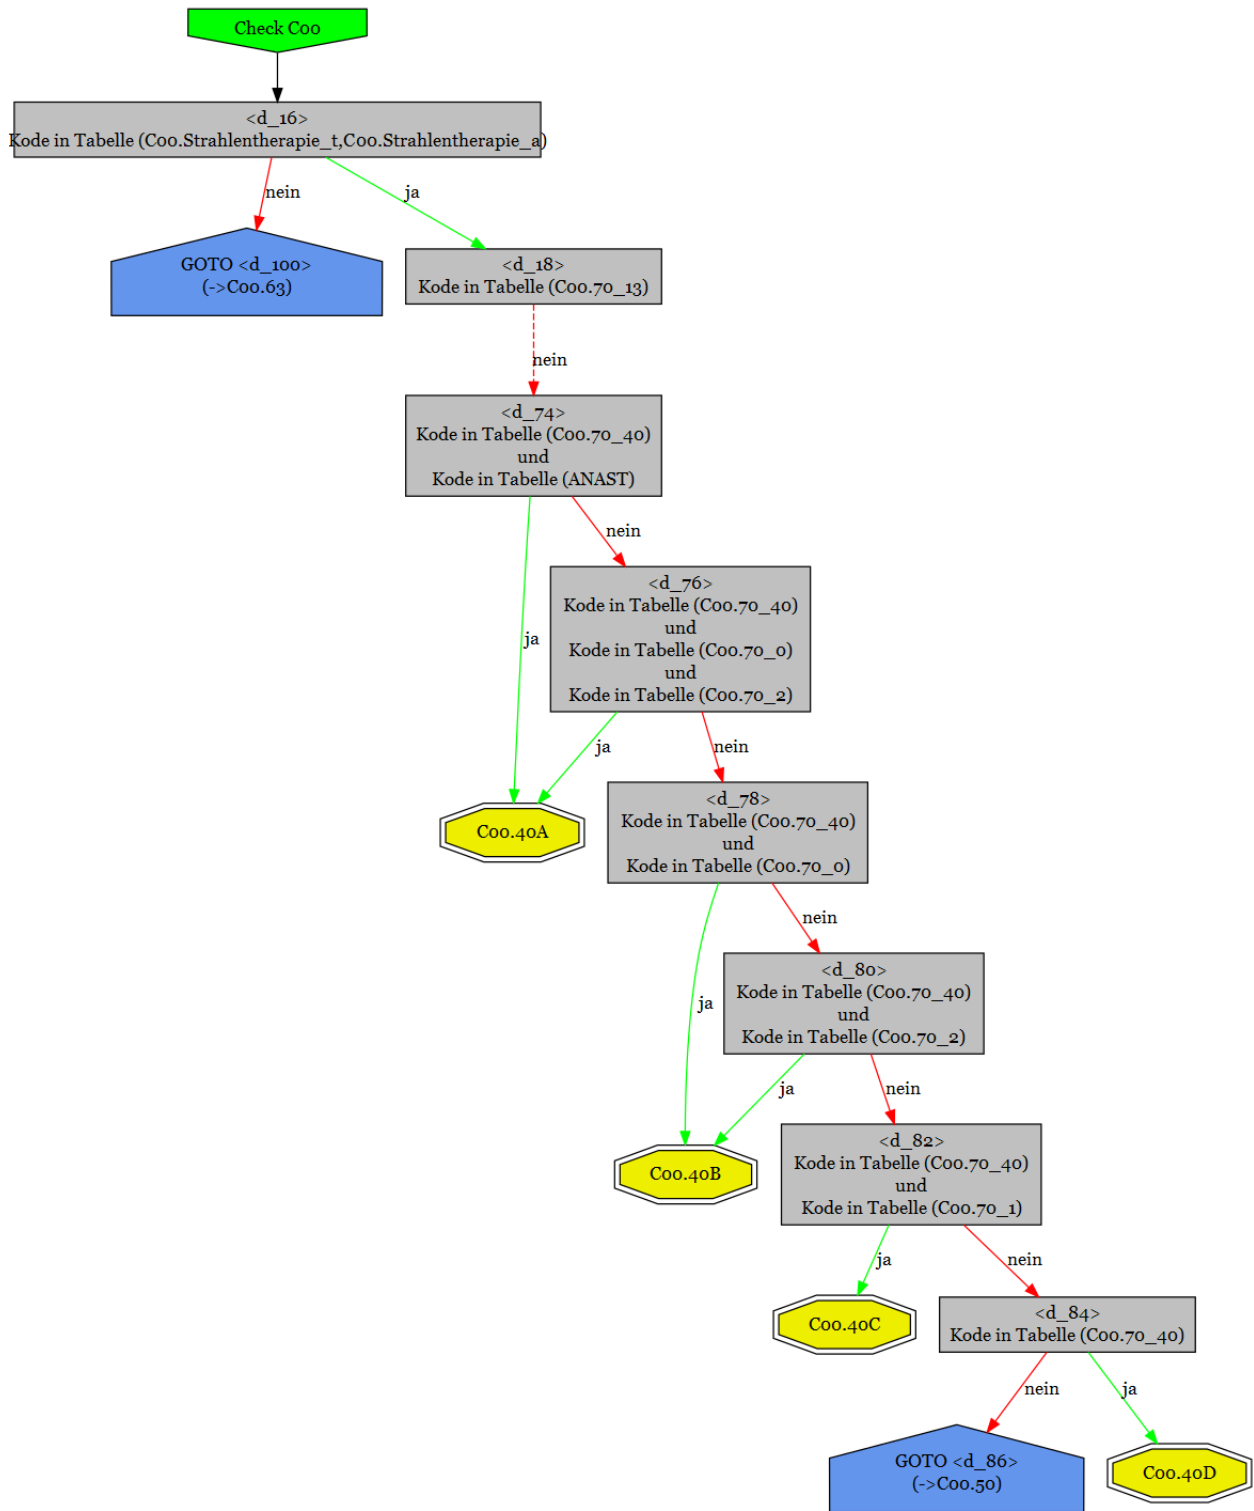 Check C00
<d_16>
Kode in Tabelle (C00.Strahlentherapie_t,C00.Strahlentherapie_a)
nein
ja
GOTO <d_100>
(->C00.63)
<d_18>
Kode in Tabelle (C00.70_13)
nein
<d_74>
Kode in Tabelle (C00.70_40)
und
Kode in Tabelle (ANAST)
nein
ja
<d_76>
Kode in Tabelle (C00.70_40)
und
Kode in Tabelle (C00.70_0)
und
Kode in Tabelle (C00.70_2)
ja
nein
C00.40A
<d_78>
Kode in Tabelle (C00.70_40)
und
Kode in Tabelle (C00.70_0)
nein
ja
<d_80>
Kode in Tabelle (C00.70_40)
und
Kode in Tabelle (C00.70_2)
ja
nein
C00.40B
<d_82>
Kode in Tabelle (C00.70_40)
und
Kode in Tabelle (C00.70_1)
ja
nein
C00.40C
<d_84>
Kode in Tabelle (C00.70_40)
nein
ja
GOTO <d_86>
(->C00.50)
C00.40D